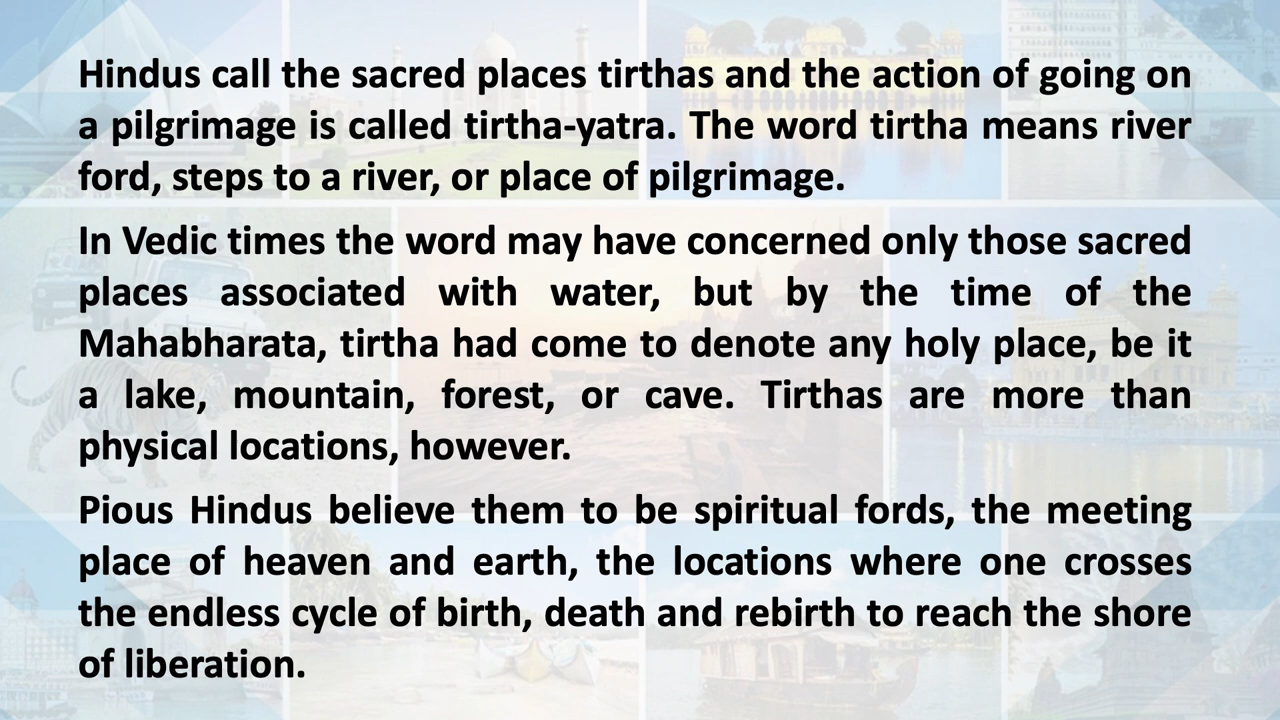 Hindus call the sacred places tirthas and the action of going on
a pilgrimage is called tirtha-yatra. The word tirtha means river
ford, steps to a river, or place of pilgrimage.
In Vedic times the word may have concerned only those sacred
places associated with water, but by the time of the
Mahabharata, tirtha had come to denote any holy place, be it
a lake, mountain, forest, or cave. Tirthas are more than
physical locations, however.
Pious Hindus believe them to be spiritual fords, the meeting
place of heaven and earth, the locations where one crosses
the endless cycle of birth, death and rebirth to reach the shore
of liberation.